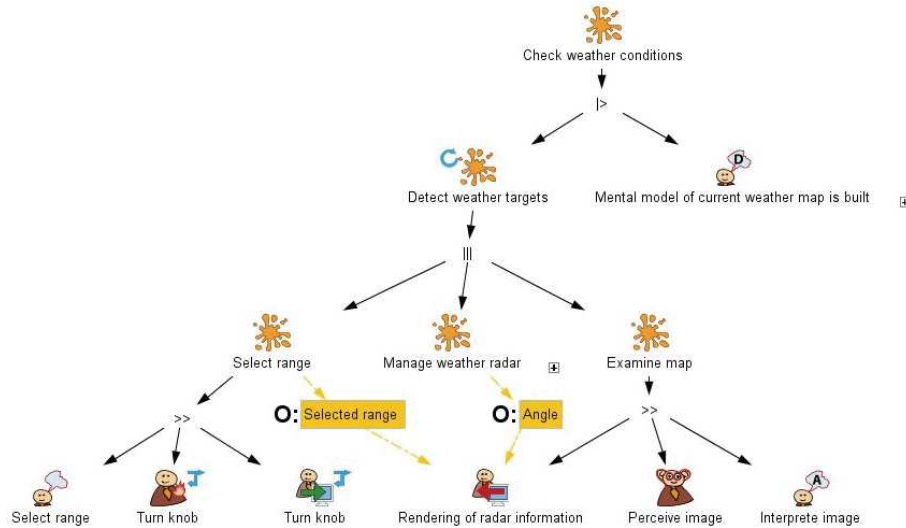 Check weather conditions
|>
D
Detect weather targets
Mental model of current weather map is built
|||
Select range
Manage weather radar
Examine map
>>
O: Selected range
O: Angle
>>
A
Select range
Turn knob
Turn knob
Rendering of radar information
Perceive image
Interprete image